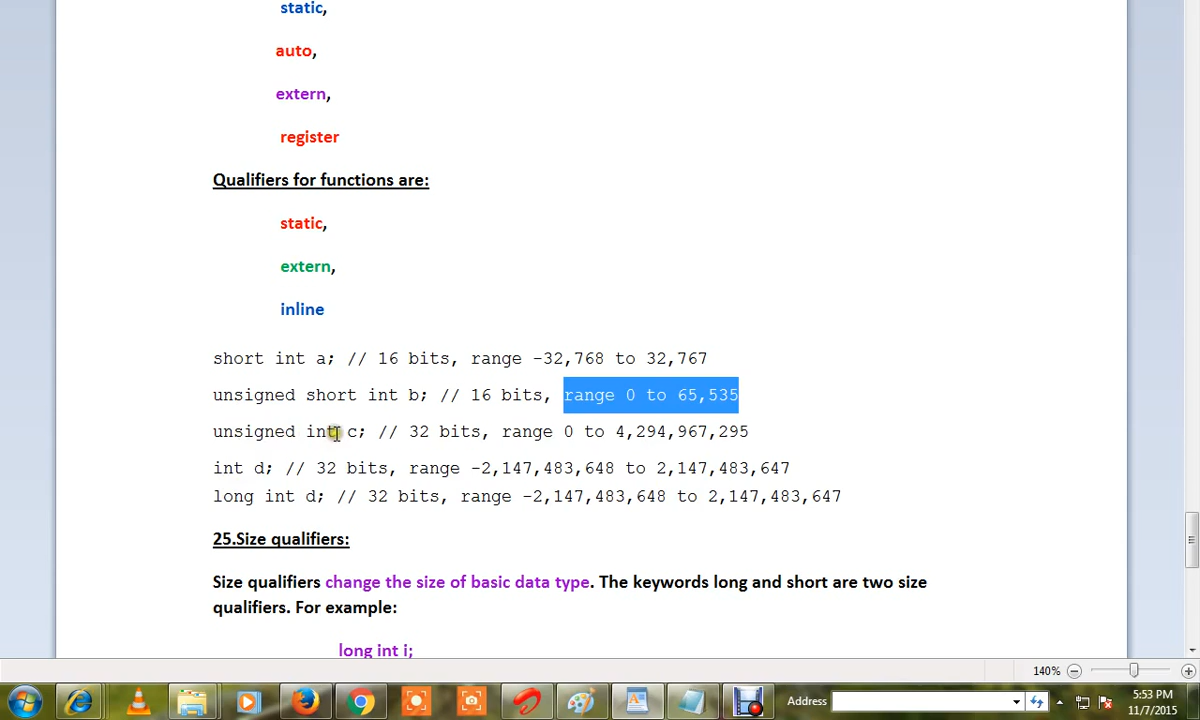 static,
auto,
extern,
register
Qualifiers for functions are:
static,
extern,
inline
short int a; // 16 bits, range -32,768 to 32,767
unsigned short int b; // 16 bits, range 0 to 65,535
unsigned int c; // 32 bits, range 0 to 4,294,967,295
int d; // 32 bits, range -2,147,483,648 to 2,147,483,647
long int d; // 32 bits, range -2,147,483,648 to 2,147,483,647
25.Size qualifiers:
Size qualifiers change the size of basic data type. The keywords long and short are two size
qualifiers. For example:
long int i;
140%
Address
5:53 PM
11/7/2015